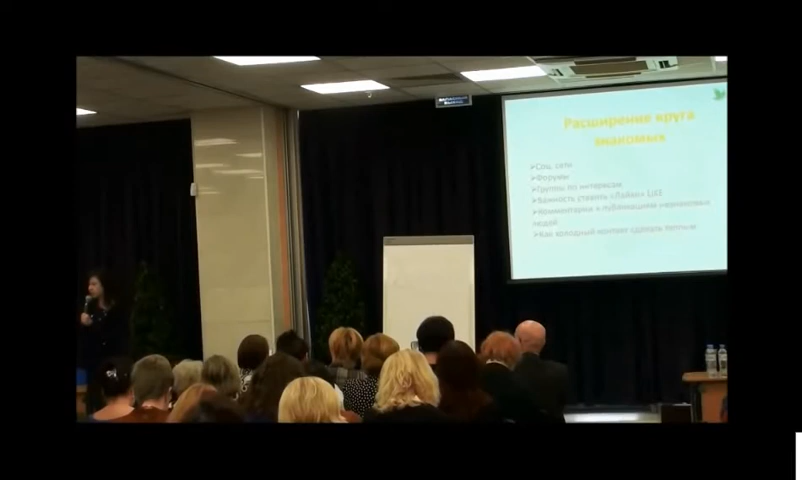 Расширение круга
знакомых
Соц. сети
Форумы
Группы по интересам
Важность ставить «Лайки»
Комментарии к публикациям незнакомых
людей
Как холодный контакт сделать теплым